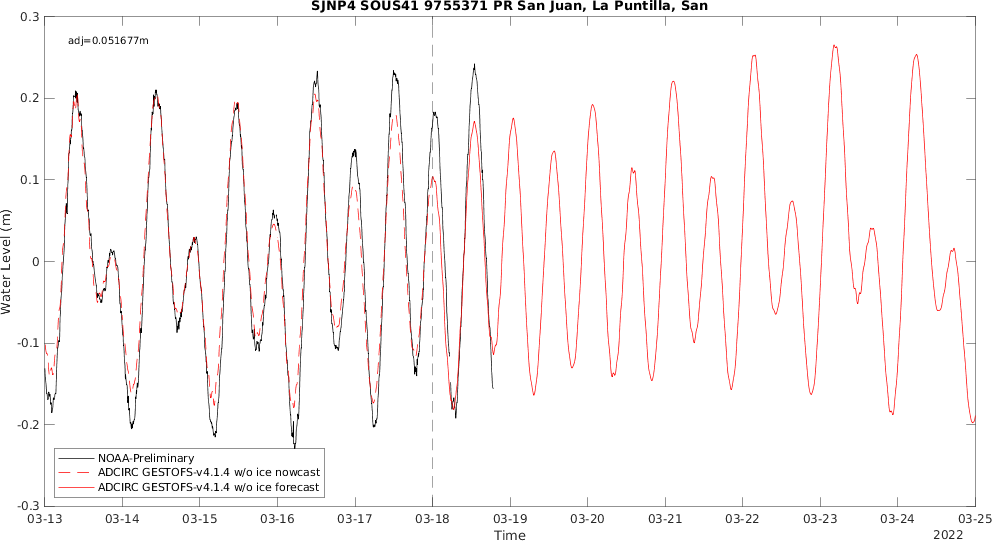 SJNP4 SOUS41 9755371 PR San Juan, La Puntilla, San
adj=0.051677m
0.3
0.2
0.1
0
-0.1
-0.2
-0.3
Water Level (m)
NOAA-Preliminary
ADCIRC GESTOFS-v4.1.4 w/o ice nowcast
ADCIRC GESTOFS-v4.1.4 w/o ice forecast
03-13 03-14 03-15 03-16 03-17 03-18 03-19 03-20 03-21 03-22 03-23 03-24 03-25
Time
2022